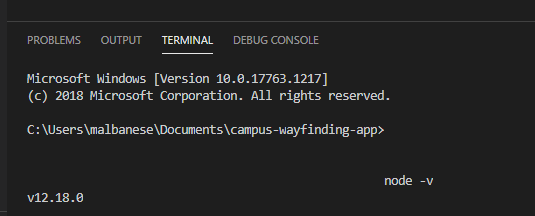 PROBLEMS OUTPUT TERMINAL DEBUG CONSOLE
Microsoft Windows [Version 10.0.17763.1217]
(c) 2018 Microsoft Corporation. All rights reserved.
C:\Users\malbanese\Documents\campus-wayfinding-app>
node -v
v12.18.0